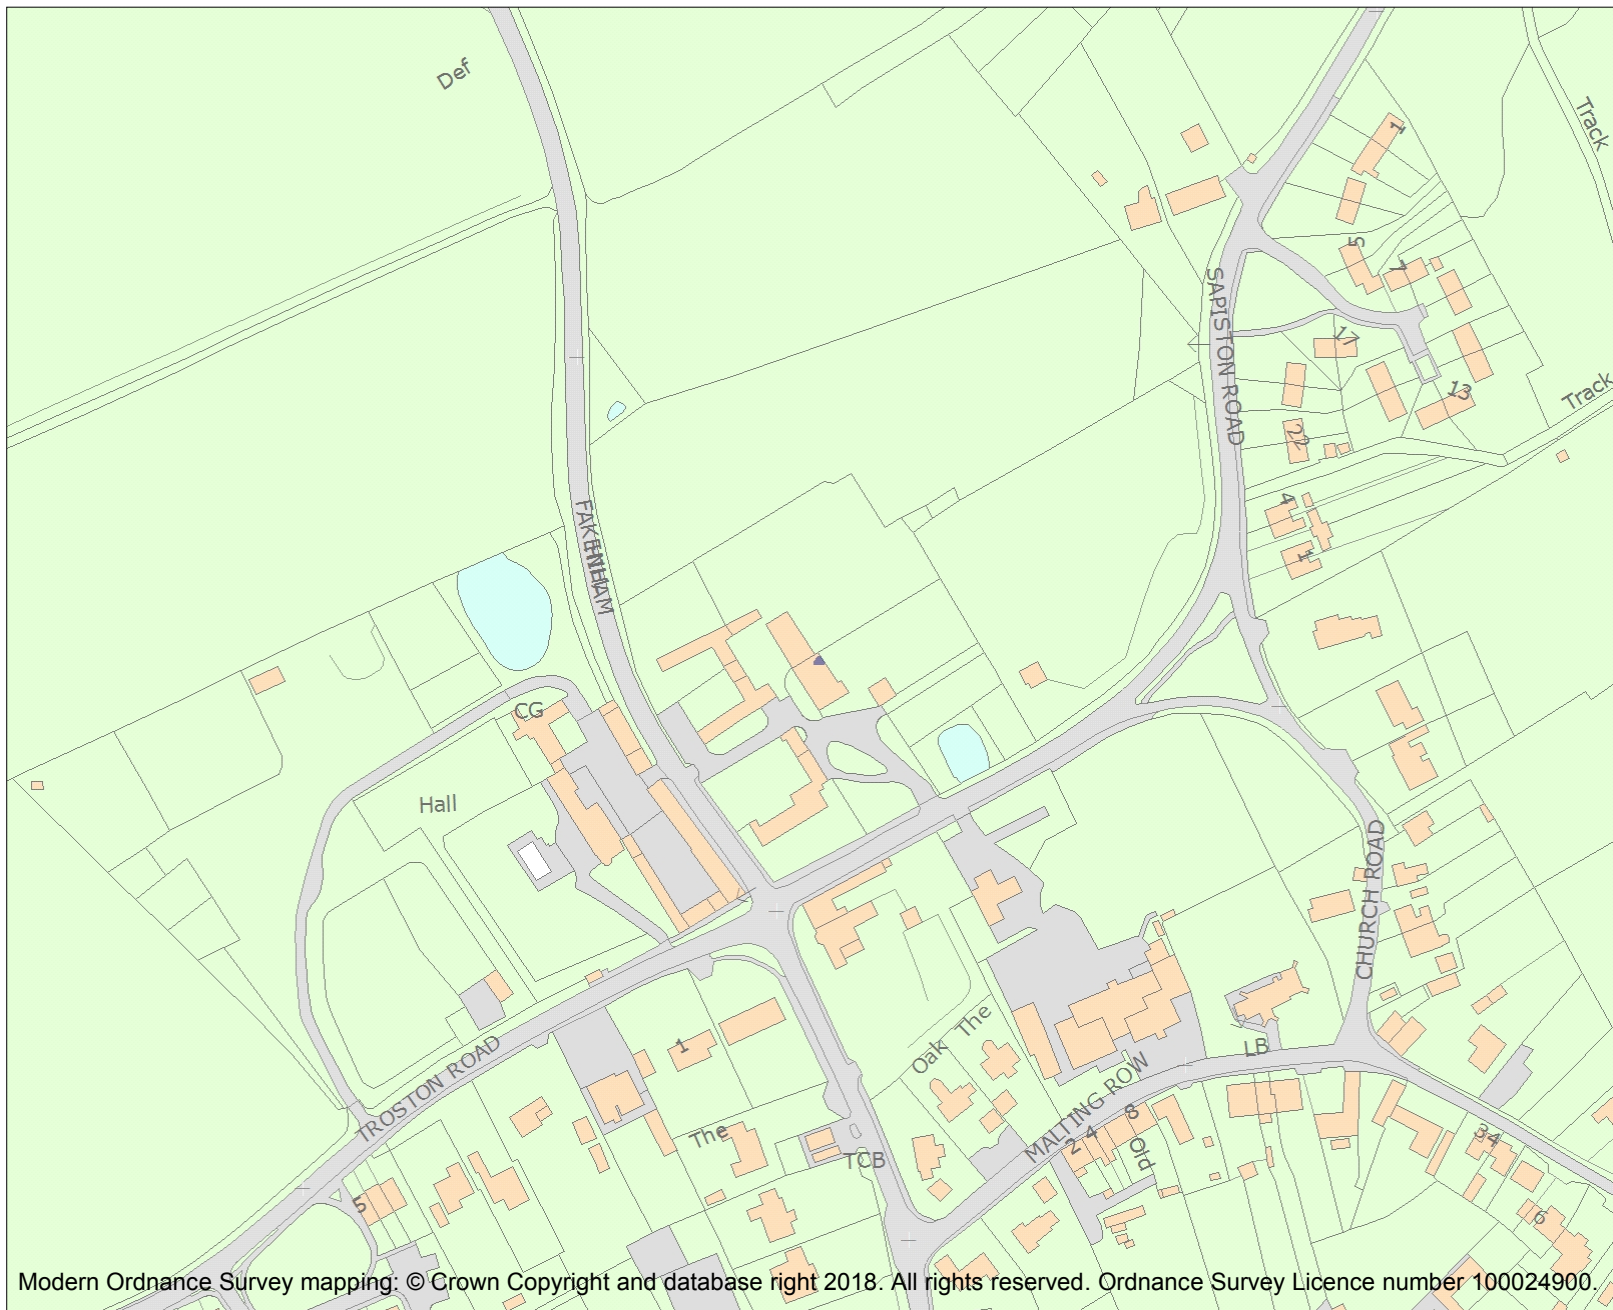 Def
Track
1
5
7
SAPISTON ROAD
17
13
Track
22
4
1
FAKENHAM
HILL
CG
Hall
CHURCH ROAD
The
Oak
LB
1
TROSTON ROAD
MALTING ROW
The
TCB
2 4
8
Old
34
5
6
Modern Ordnance Survey mapping: © Crown Copyright and database right 2018. All rights reserved. Ordnance Survey Licence number 100024900.